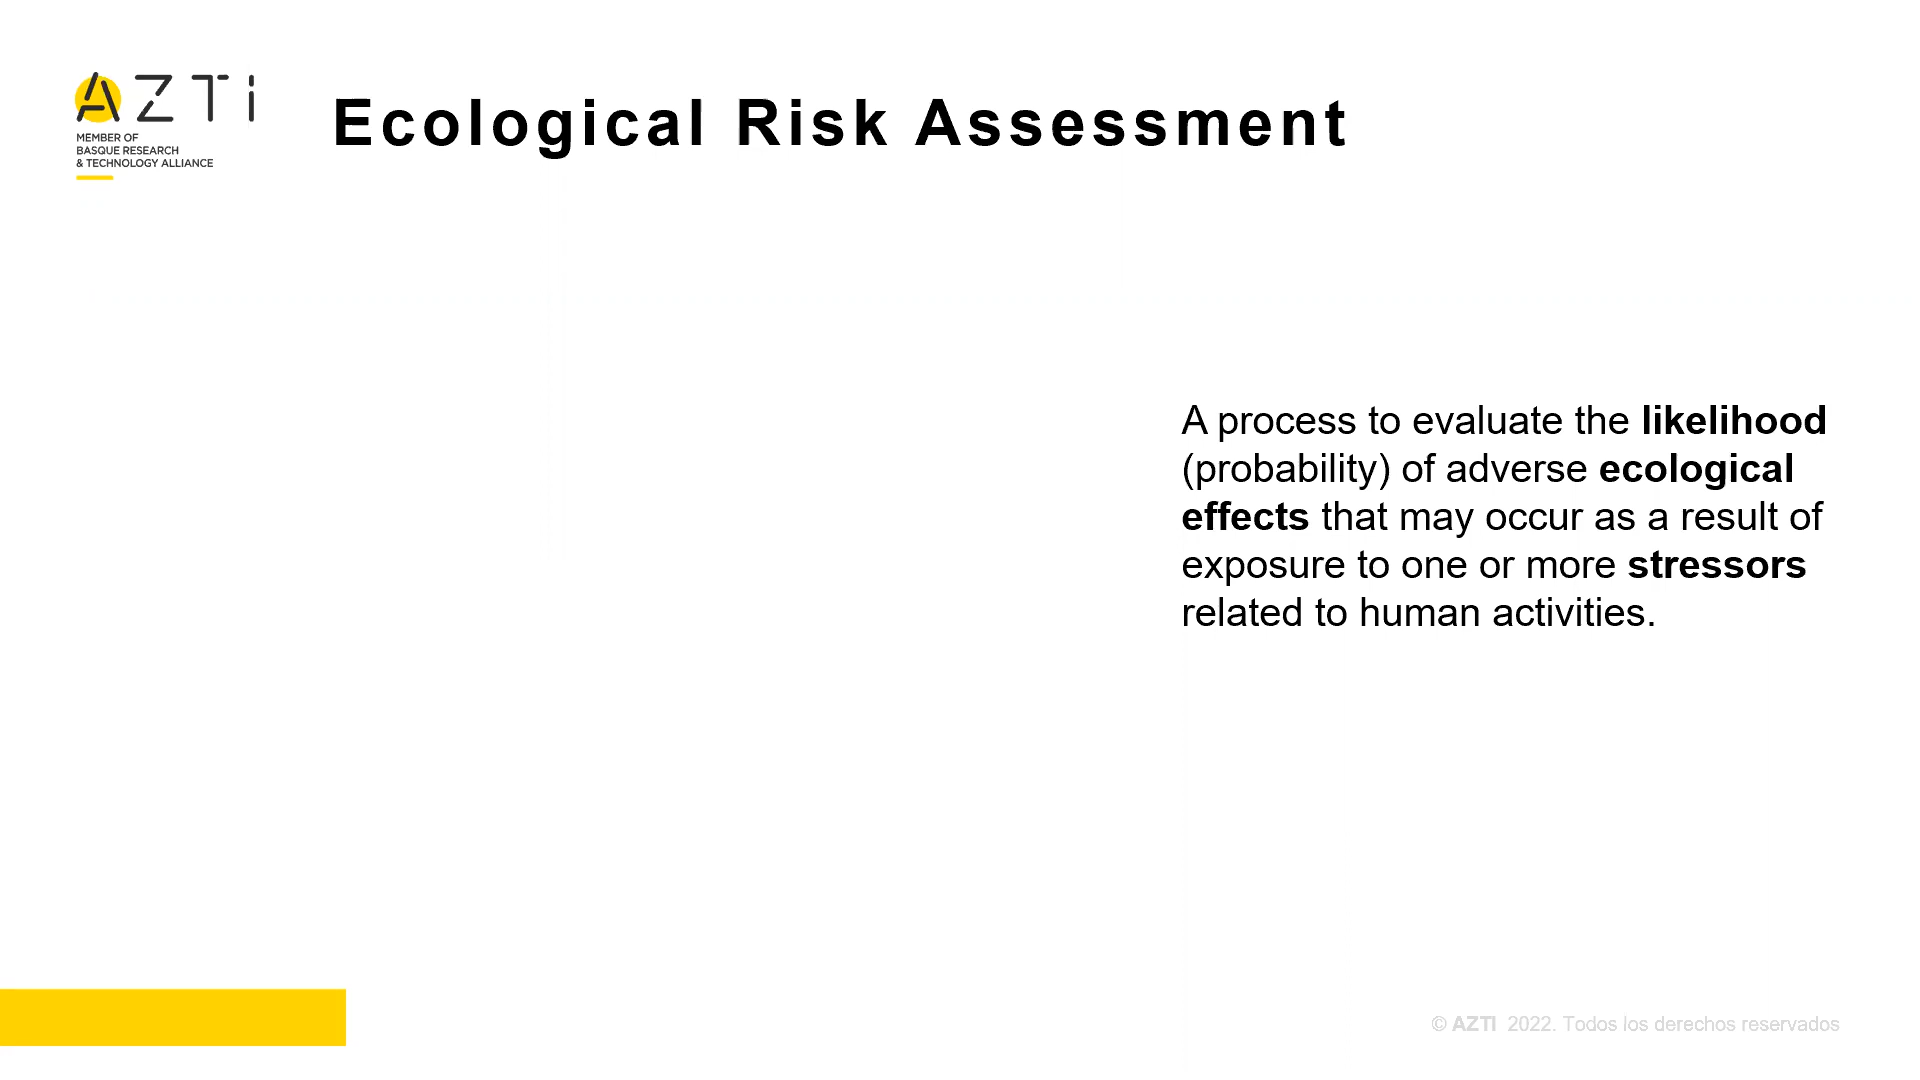 AZTi
MEMBER OF
BASQUE RESEARCH
& TECHNOLOGY ALLIANCE
Ecological Risk Assessment
A process to evaluate the likelihood
(probability) of adverse ecological
effects that may occur as a result of
exposure to one or more stressors
related to human activities.
© AZTI 2022. Todos los derechos reservados